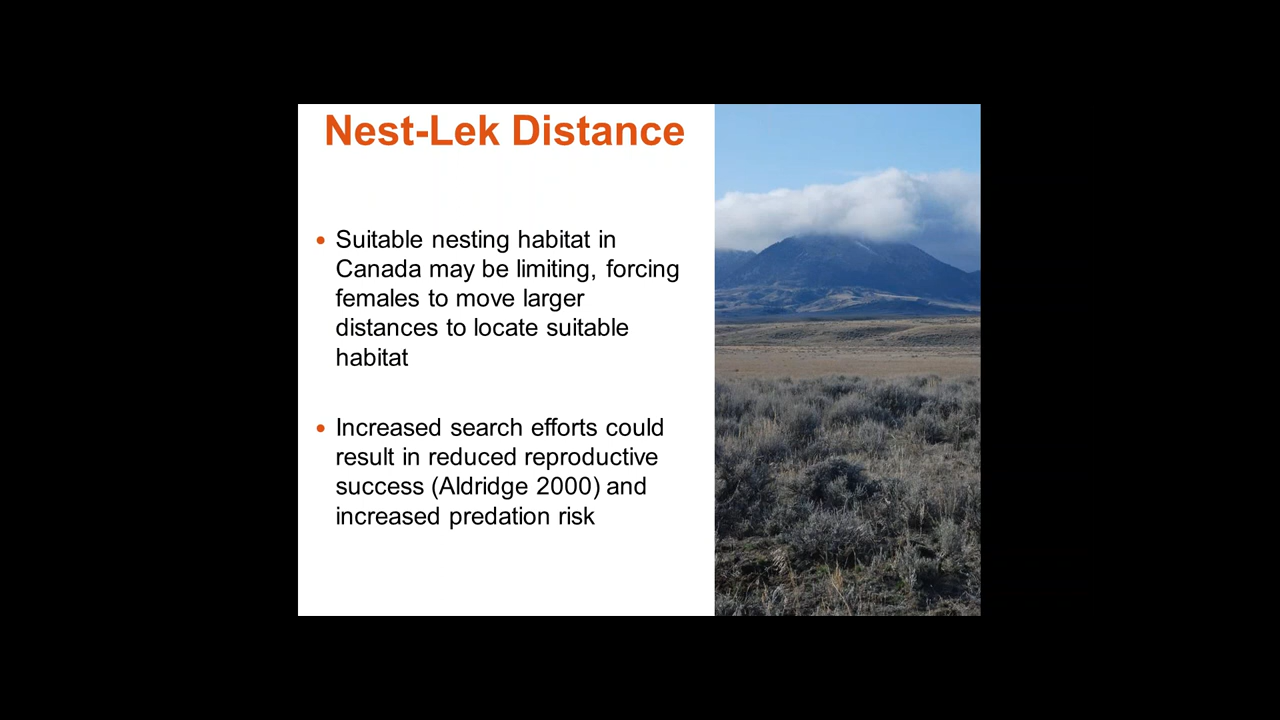 Nest-Lek Distance
• Suitable nesting habitat in
Canada may be limiting, forcing
females to move larger
distances to locate suitable
habitat
• Increased search efforts could
result in reduced reproductive
success (Aldridge 2000) and
increased predation risk